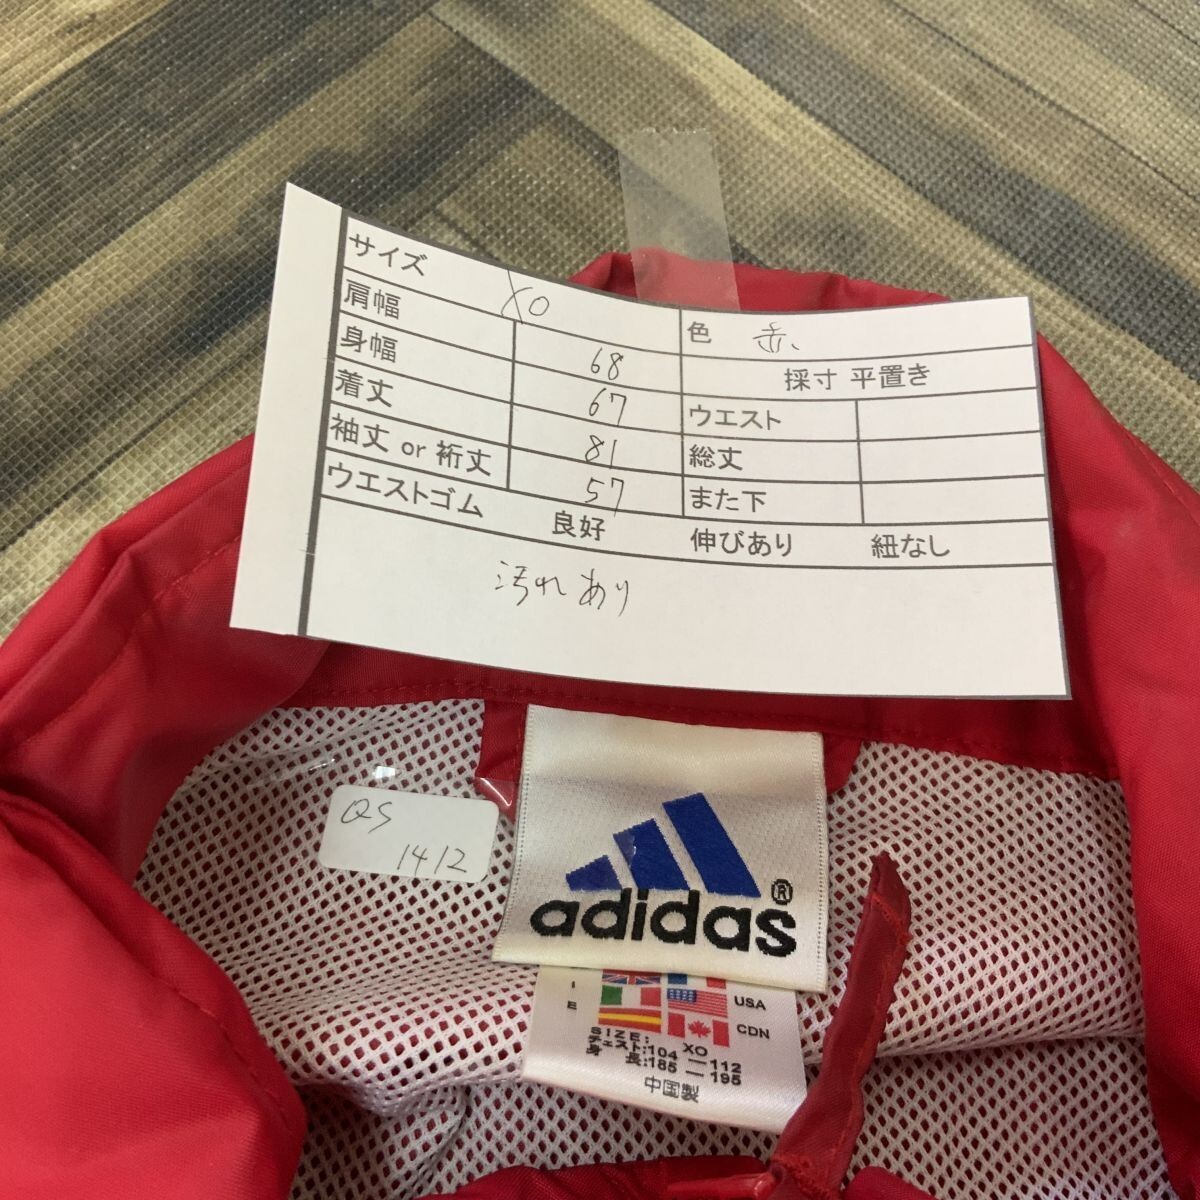 サイズ XO
色 赤
肩幅 68
採寸 平置き
身幅 67
ウエスト
着丈 81
総丈
袖丈 or 裄丈 57
また下
ウエストゴム 良好 伸びあり 紐なし
汚れあり
QS
1412
adidas®
I
USA
E
CDN
SIZE: XO
チェスト:104—112
身長:185—195
中国製